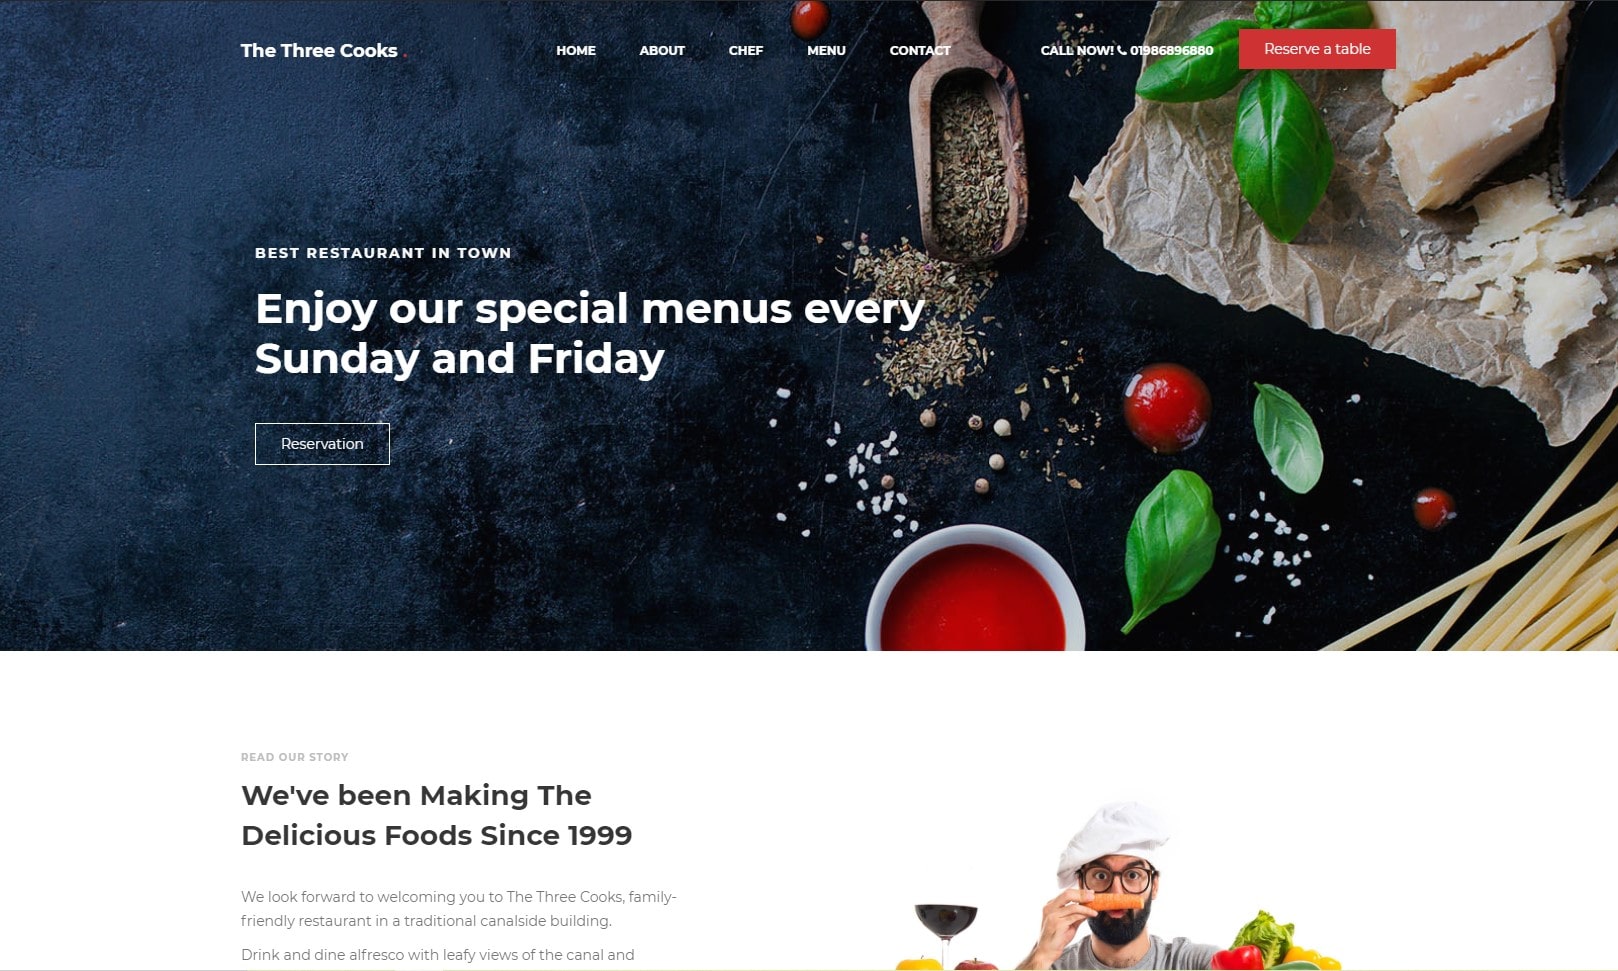 The Three Cooks .
HOME ABOUT CHEF MENU CONTACT CALL NOW! 01986896880 Reserve a table
BEST RESTAURANT IN TOWN
Enjoy our special menus every
Sunday and Friday
Reservation
READ OUR STORY
We've been Making The
Delicious Foods Since 1999
We look forward to welcoming you to The Three Cooks, family-
friendly restaurant in a traditional canalside building.
Drink and dine alfresco with leafy views of the canal and